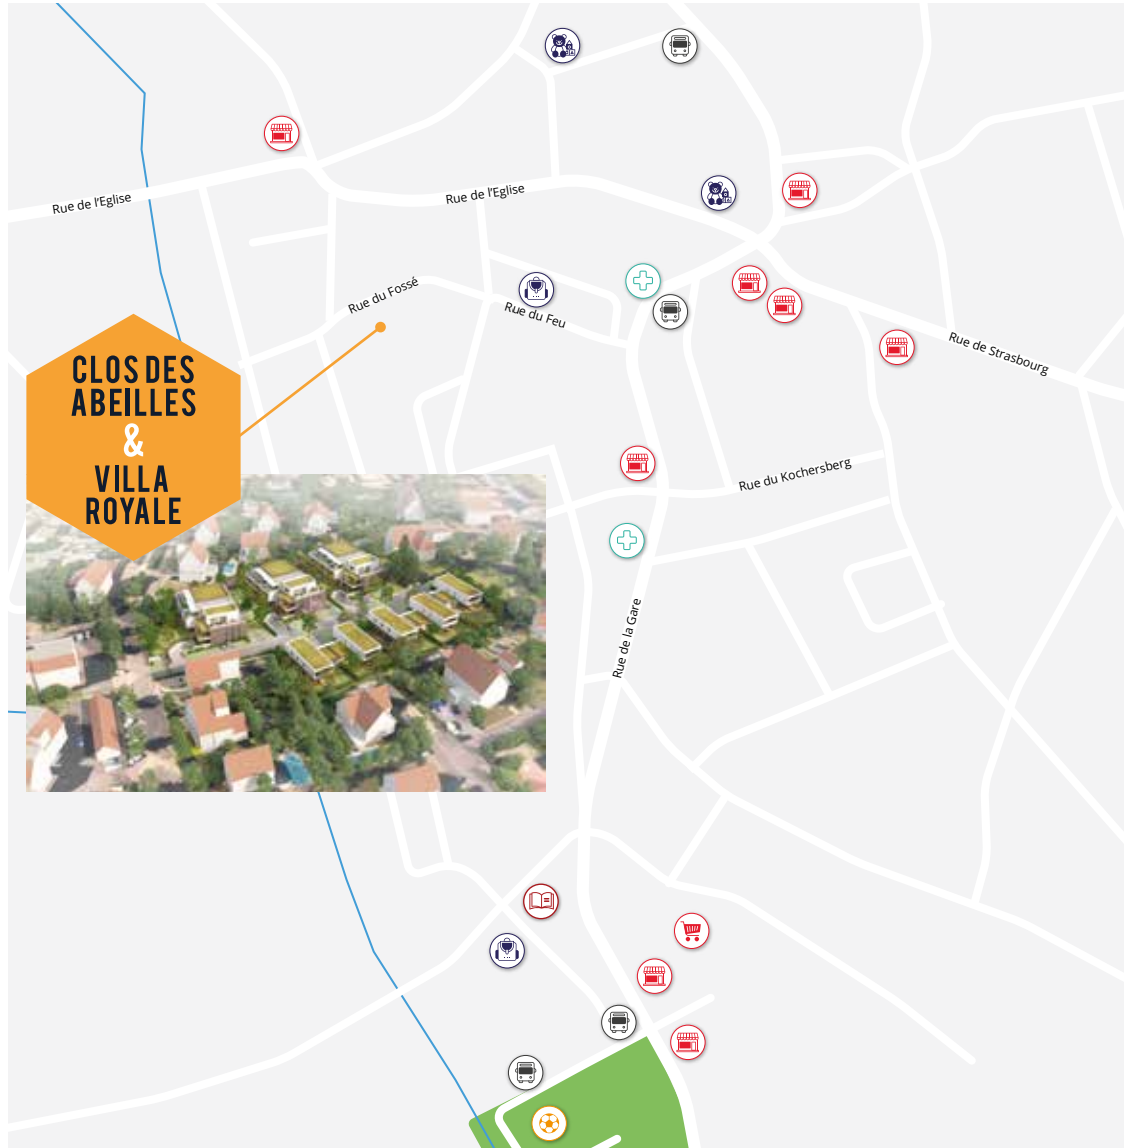 Rue de l'Eglise
Rue de l'Eglise
Rue du Fossé
Rue du Feu
Rue de Strasbourg
CLOS DES
ABEILLES
&
VILLA
ROYALE
Rue du Kochersberg
Rue de la Gare